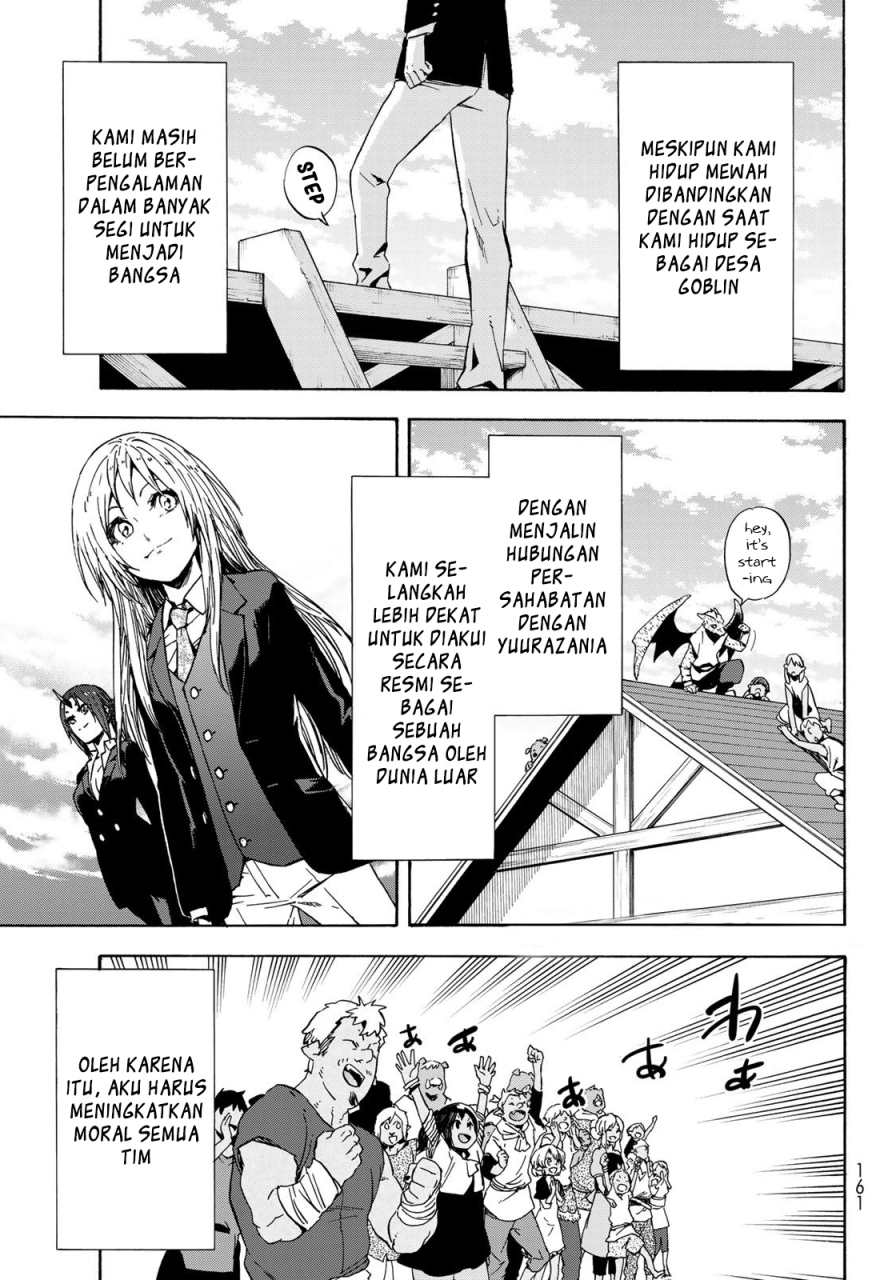 MESKIPUN KAMI
HIDUP MEWAH
DIBANDINGKAN
DENGAN SAAT
KAMI HIDUP SE-
BAGAI DESA
GOBLIN
STEP
KAMI MASIH
BELUM BER-
PENGALAMAN
DALAM BANYAK
SEGI UNTUK
MENJADI
BANGSA
hey,
it's
start
-ing
DENGAN
MENJALIN
HUBUNGAN
PER-
SAHABATAN
DENGAN
YUURAZANIA
KAMI SE-
LANGKAH
LEBIH DEKAT
UNTUK DIAKUI
SECARA
RESMI SE-
BAGAI
SEBUAH
BANGSA OLEH
DUNIA LUAR
わあ
ああ
い
OLEH KARENA
ITU, AKU HARUS
MENINGKATKAN
MORAL SEMUA
TIM
161